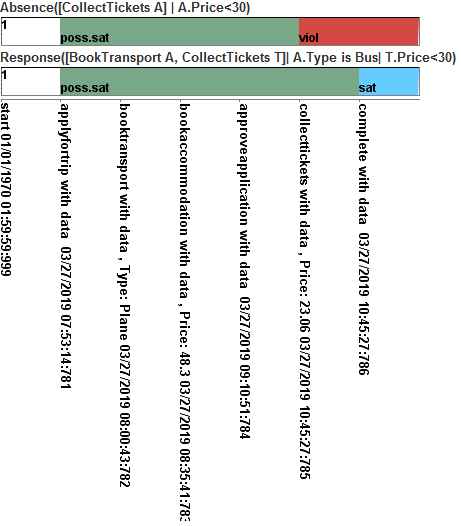 Absence([CollectTickets A] | A.Price<30)
1
poss.sat
viol
Response([BookTransport A, CollectTickets T]| A.Type is Bus| T.Price<30)
1
poss.sat
sat
start 01/01/1970 01:59:59:999
applyfortrip with data 03/27/2019 07:53:14:781
booktransport with data , Type: Plane 03/27/2019 08:00:43:782
bookaccommodation with data , Price: 48.3 03/27/2019 08:35:41:783
approveapplication with data 03/27/2019 09:10:51:784
collecttickets with data , Price: 23.06 03/27/2019 10:45:27:785
complete with data 03/27/2019 10:45:27:786